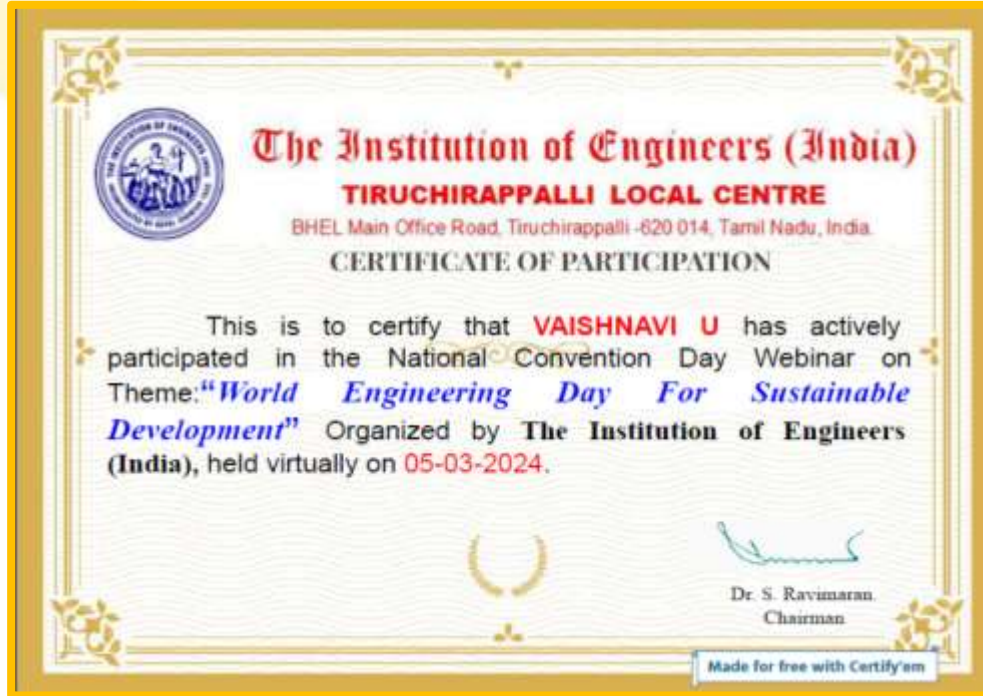 The Institution of Engineers (India)
TIRUCHIRAPPALLI LOCAL CENTRE
BHEL Main Office Road, Tiruchirappalli -620 014, Tamil Nadu, India.
CERTIFICATE OF PARTICIPATION
This is to certify that VAISHNAVI U has actively
participated in the National Convention Day Webinar on
Theme:“World Engineering Day For Sustainable
Development” Organized by The Institution of Engineers
(India), held virtually on 05-03-2024.
Dr. S. Ravimaran.
Chairman
Made for free with Certify'em